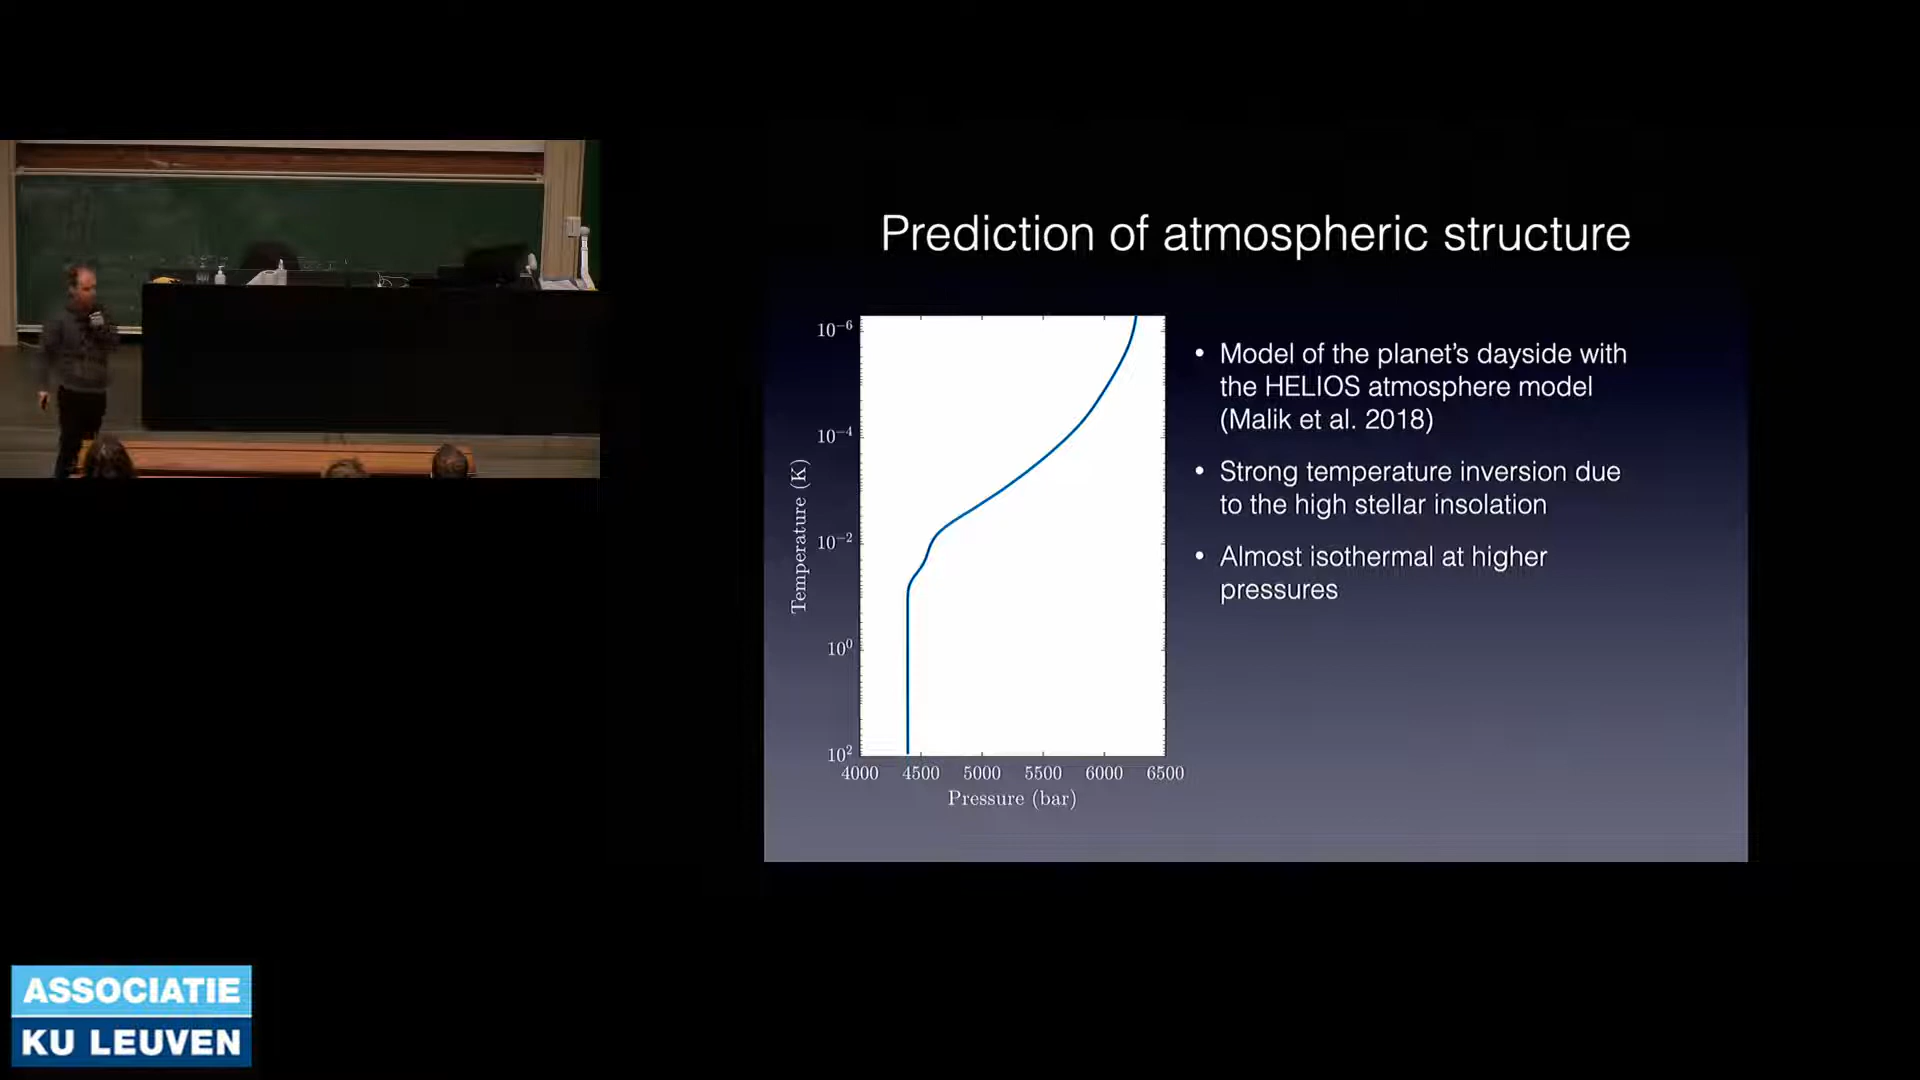 Prediction of atmospheric structure
10⁻⁶
10⁻⁴
10⁻²
10⁰
10²
Temperature (K)
4000 4500 5000 5500 6000 6500
Pressure (bar)
• Model of the planet’s dayside with
the HELIOS atmosphere model
(Malik et al. 2018)
• Strong temperature inversion due
to the high stellar insolation
• Almost isothermal at higher
pressures
ASSOCIATIE
KU LEUVEN